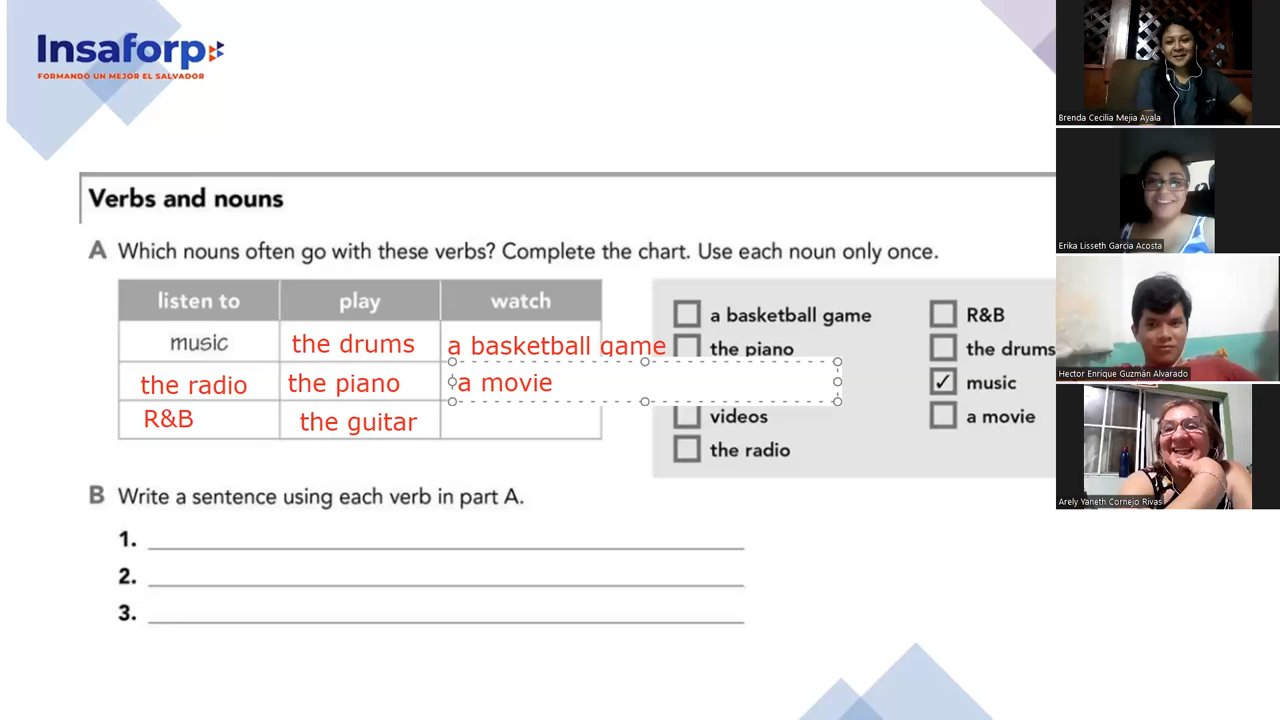 Insaforp
FORMANDO UN MEJOR EL SALVADOR
Verbs and nouns
A Which nouns often go with these verbs? Complete the chart. Use each noun only once.
listen to play watch
music the drums a basketball game
the radio the piano a movie
R&B the guitar
a basketball game R&B
the piano the drums
✓ music
videos a movie
the radio
B Write a sentence using each verb in part A.
1.
2.
3.
Brenda Cecilia Mejia Ayala
Erika Lisseth Garcia Acosta
Hector Enrique Guzmán Alvarado
Arely Yaneth Cornejo Rivas